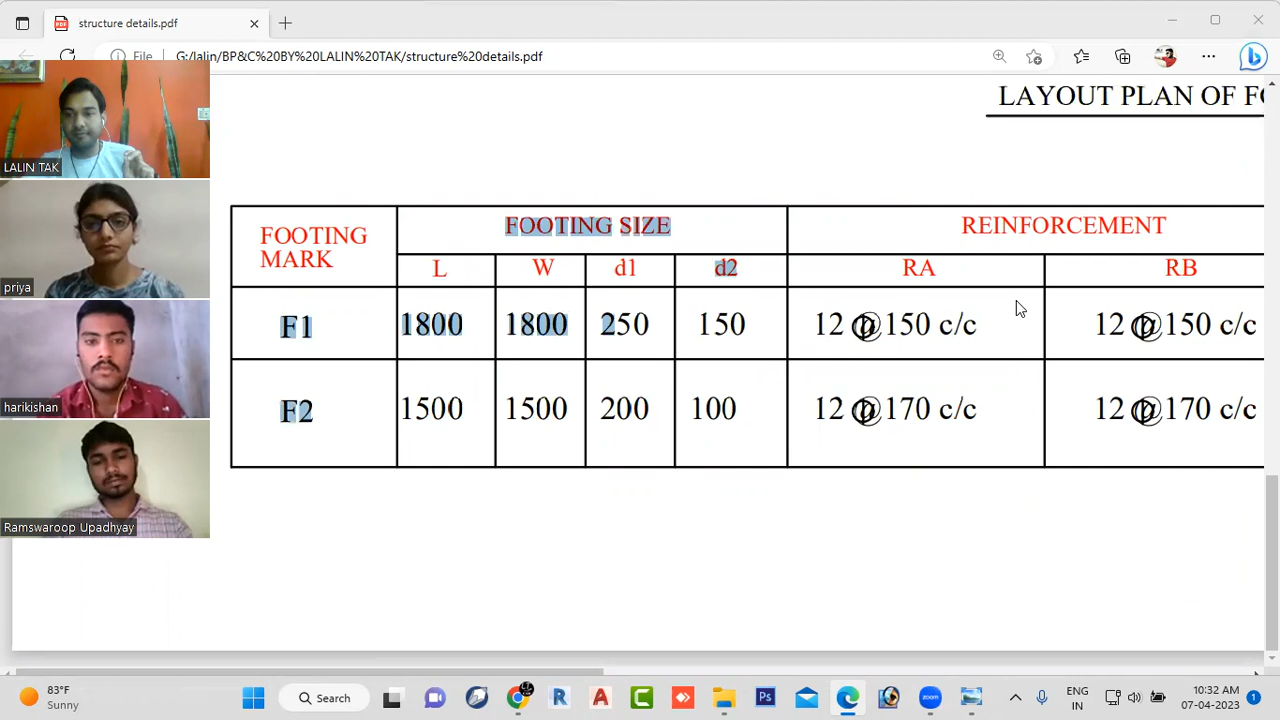 structure details.pdf
File
G:/lalin/BP&C%20BY%20LALIN%20TAK/structure%20details.pdf
LALIN TAK
priya
harikishan
Ramswaroop Upadhyay
LAYOUT PLAN OF FO
FOOTING MARK
FOOTING SIZE
REINFORCEMENT
L W d1 d2 RA RB
F1 1800 1800 250 150 12 φ@150 c/c 12 φ@150 c/c
F2 1500 1500 200 100 12 φ@170 c/c 12 φ@170 c/c
83°F
Sunny
Search
ENG
IN
10:32 AM
07-04-2023
1